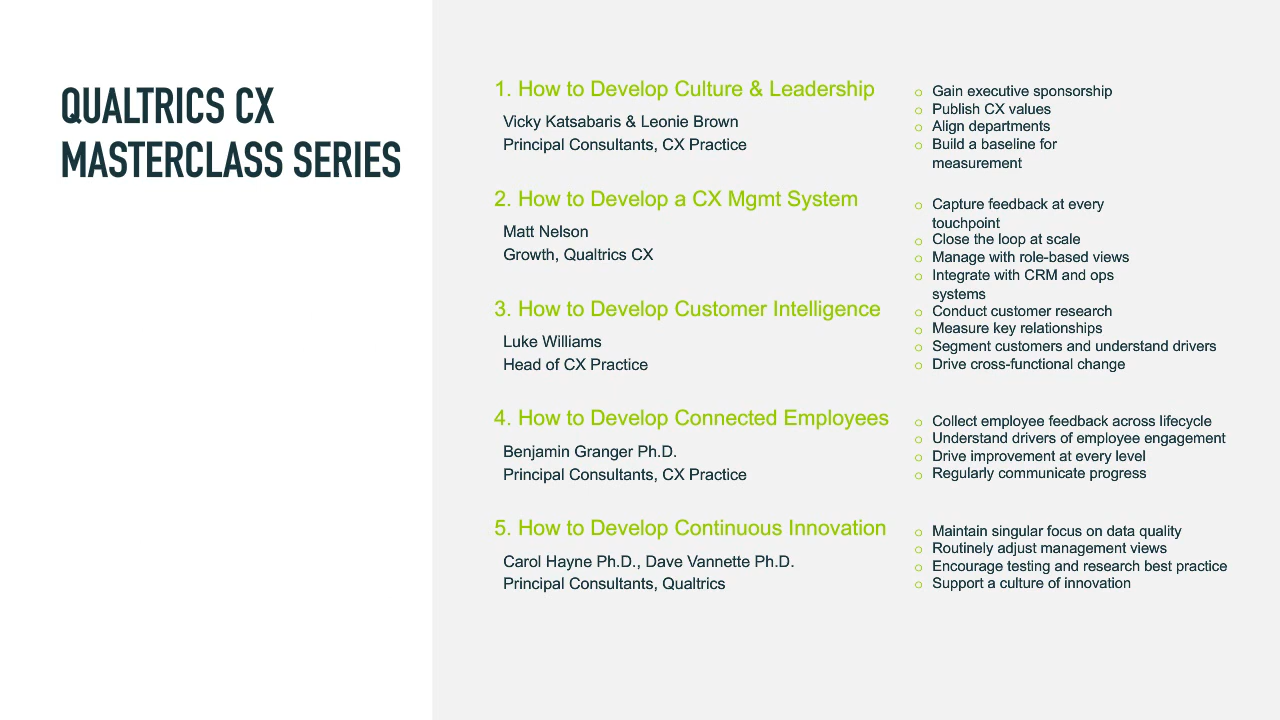 QUALTRICS CX
MASTERCLASS SERIES
1. How to Develop Culture & Leadership
Vicky Katsabaris & Leonie Brown
Principal Consultants, CX Practice
o Gain executive sponsorship
o Publish CX values
o Align departments
o Build a baseline for
measurement
2. How to Develop a CX Mgmt System
Matt Nelson
Growth, Qualtrics CX
o Capture feedback at every
touchpoint
o Close the loop at scale
o Manage with role-based views
o Integrate with CRM and ops
systems
3. How to Develop Customer Intelligence
Luke Williams
Head of CX Practice
o Conduct customer research
o Measure key relationships
o Segment customers and understand drivers
o Drive cross-functional change
4. How to Develop Connected Employees
Benjamin Granger Ph.D.
Principal Consultants, CX Practice
o Collect employee feedback across lifecycle
o Understand drivers of employee engagement
o Drive improvement at every level
o Regularly communicate progress
5. How to Develop Continuous Innovation
Carol Hayne Ph.D., Dave Vannette Ph.D.
Principal Consultants, Qualtrics
o Maintain singular focus on data quality
o Routinely adjust management views
o Encourage testing and research best practice
o Support a culture of innovation